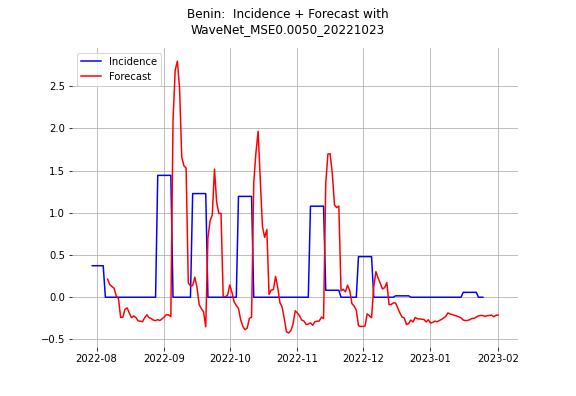 Benin:  Incidence + Forecast with
WaveNet_MSE0.0050_20221023
Incidence
Forecast
2.5
2.0
1.5
1.0
0.5
0.0
−0.5
2022-08 2022-09 2022-10 2022-11 2022-12 2023-01 2023-02